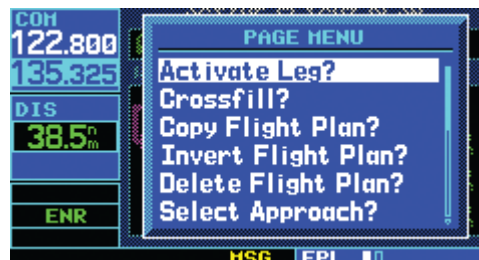 COM
122.800
135.325
DIS
38.5nm
ENR
PAGE MENU
Activate Leg?
Crossfill?
Copy Flight Plan?
Invert Flight Plan?
Delete Flight Plan?
Select Approach?
MSG FPL